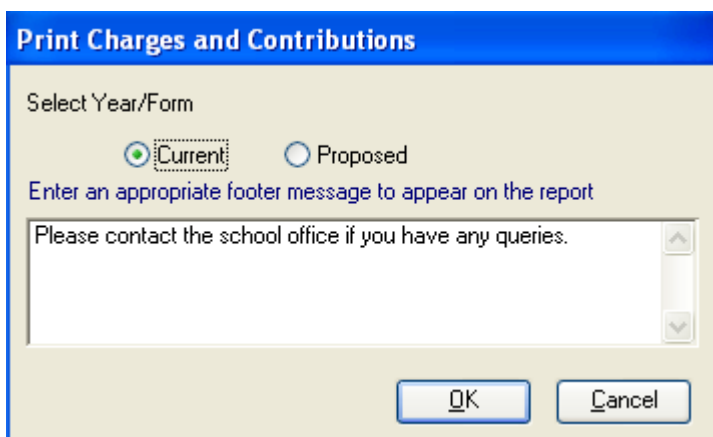 Print Charges and Contributions
Select Year/Form
Current Proposed
Enter an appropriate footer message to appear on the report
Please contact the school office if you have any queries.
OK Cancel